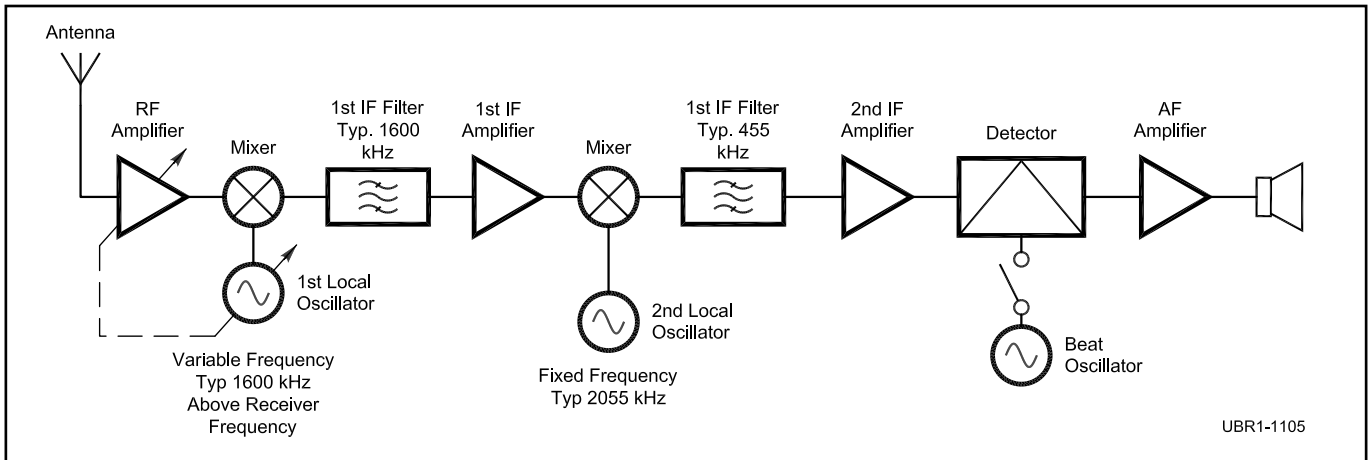 Antenna
RF
Amplifier
Mixer
1st IF Filter
Typ. 1600
kHz
1st IF
Amplifier
Mixer
1st IF Filter
Typ. 455
kHz
2nd IF
Amplifier
Detector
AF
Amplifier
1st Local
Oscillator
Variable Frequency
Typ 1600 kHz
Above Receiver
Frequency
2nd Local
Oscillator
Fixed Frequency
Typ 2055 kHz
Beat
Oscillator
UBR1-1105